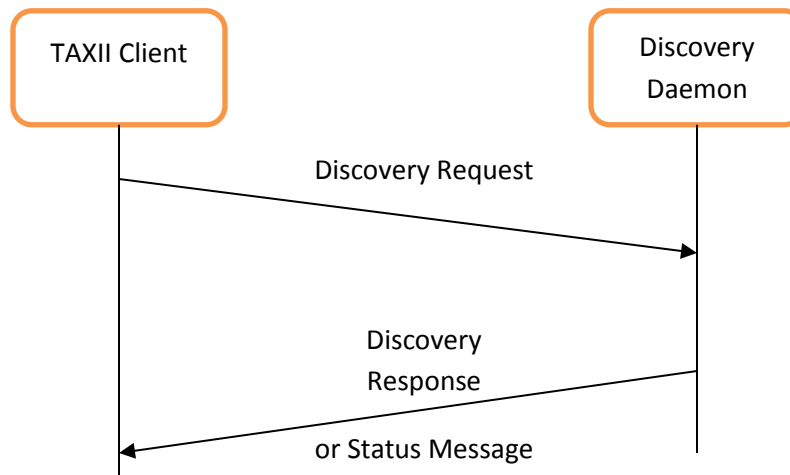 TAXII Client
Discovery
Daemon
Discovery Request
Discovery
Response
or Status Message